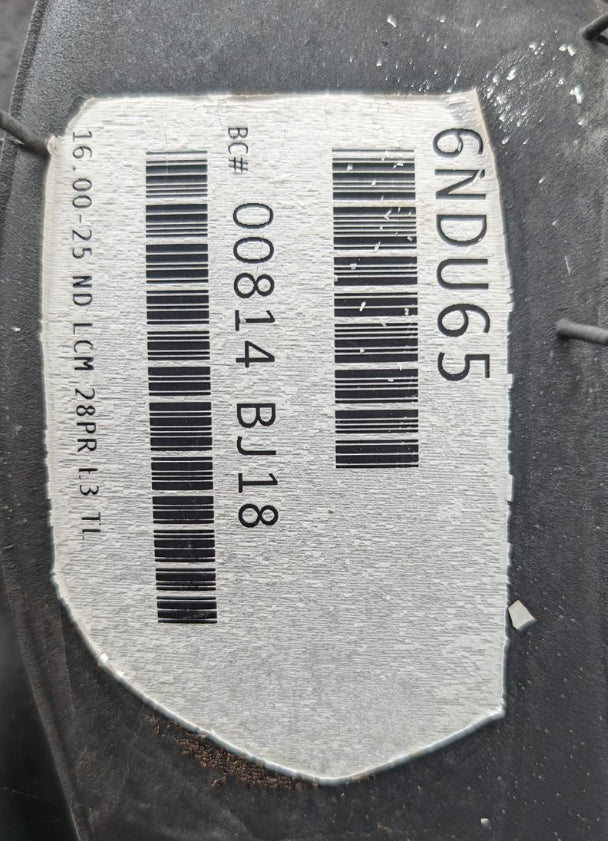 6NDU65
BC# 00814 BJ18
16.00-25 ND LCM 28PR L3 TL